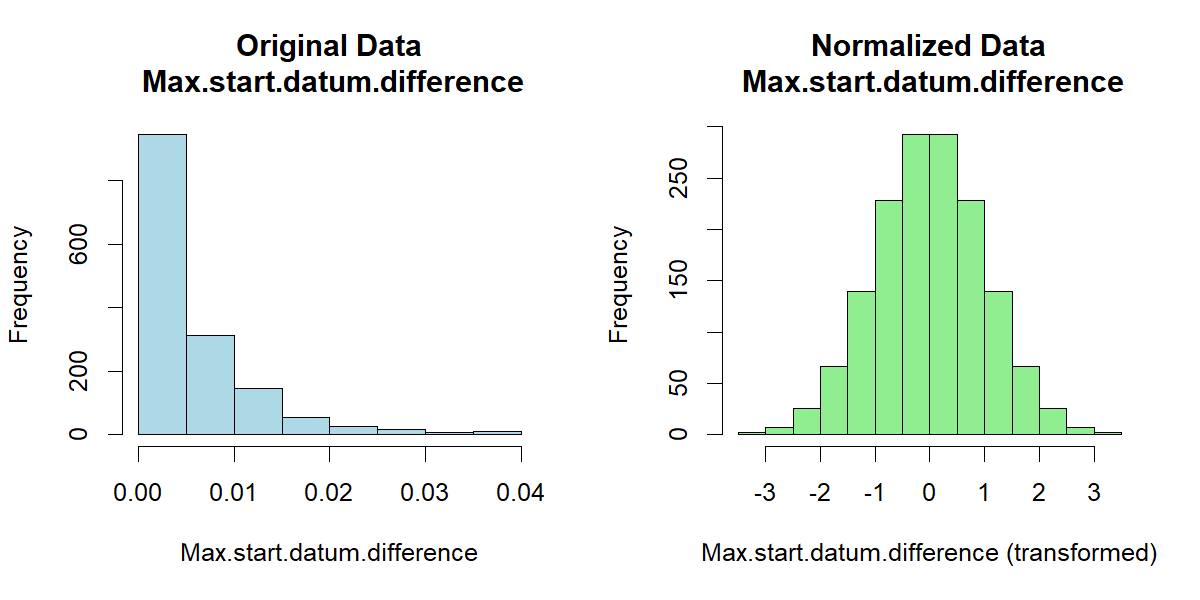 Original Data
Max.start.datum.difference
Frequency
600
200
0
0.00 0.01 0.02 0.03 0.04
Max.start.datum.difference
Normalized Data
Max.start.datum.difference
Frequency
250
150
50
0
-3 -2 -1 0 1 2 3
Max.start.datum.difference (transformed)